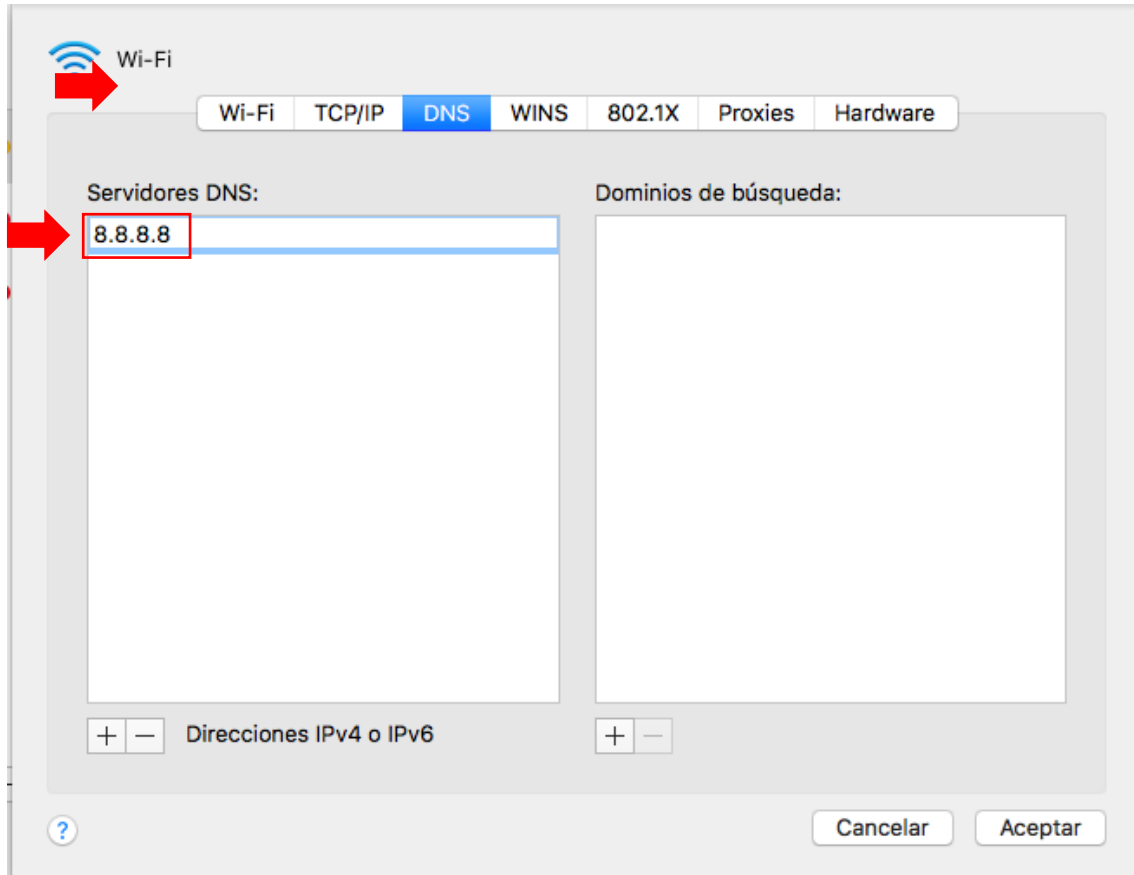 Wi-Fi
Wi-Fi TCP/IP DNS WINS 802.1X Proxies Hardware
Servidores DNS: Dominios de búsqueda:
8.8.8.8
+ − Direcciones IPv4 o IPv6 + −
? Cancelar Aceptar